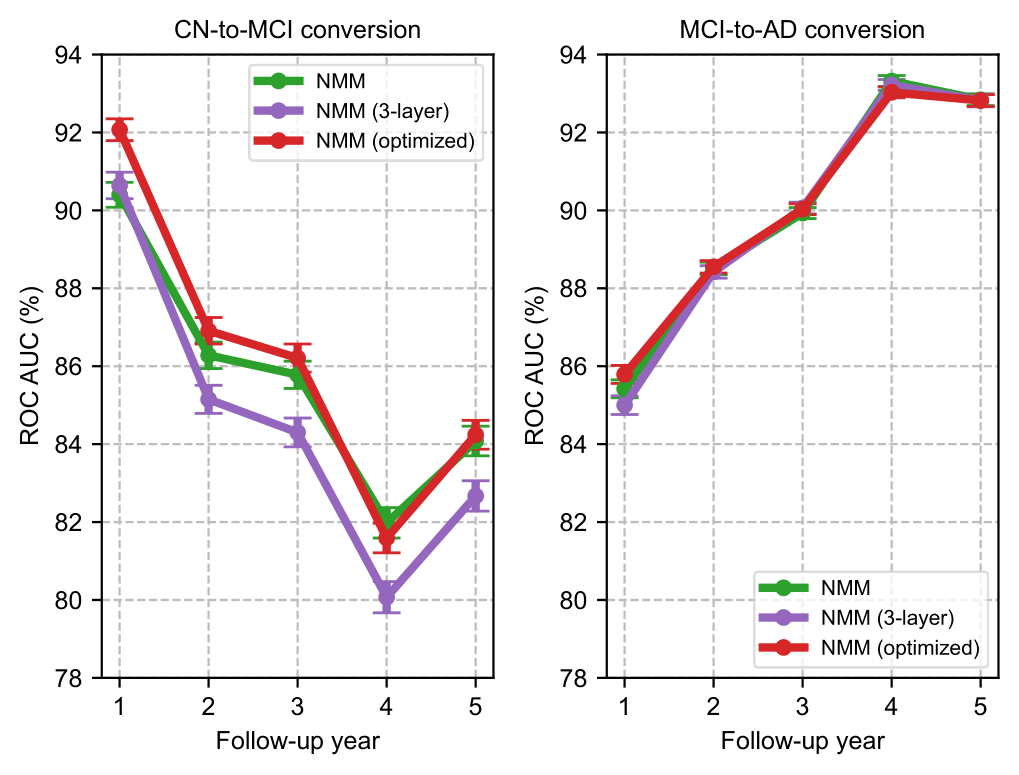 CN-to-MCI conversion
94
92
90
88
86
84
82
80
78
ROC AUC (%)
NMM
NMM (3-layer)
NMM (optimized)
1 2 3 4 5
Follow-up year
MCI-to-AD conversion
94
92
90
88
86
84
82
80
78
ROC AUC (%)
NMM
NMM (3-layer)
NMM (optimized)
1 2 3 4 5
Follow-up year